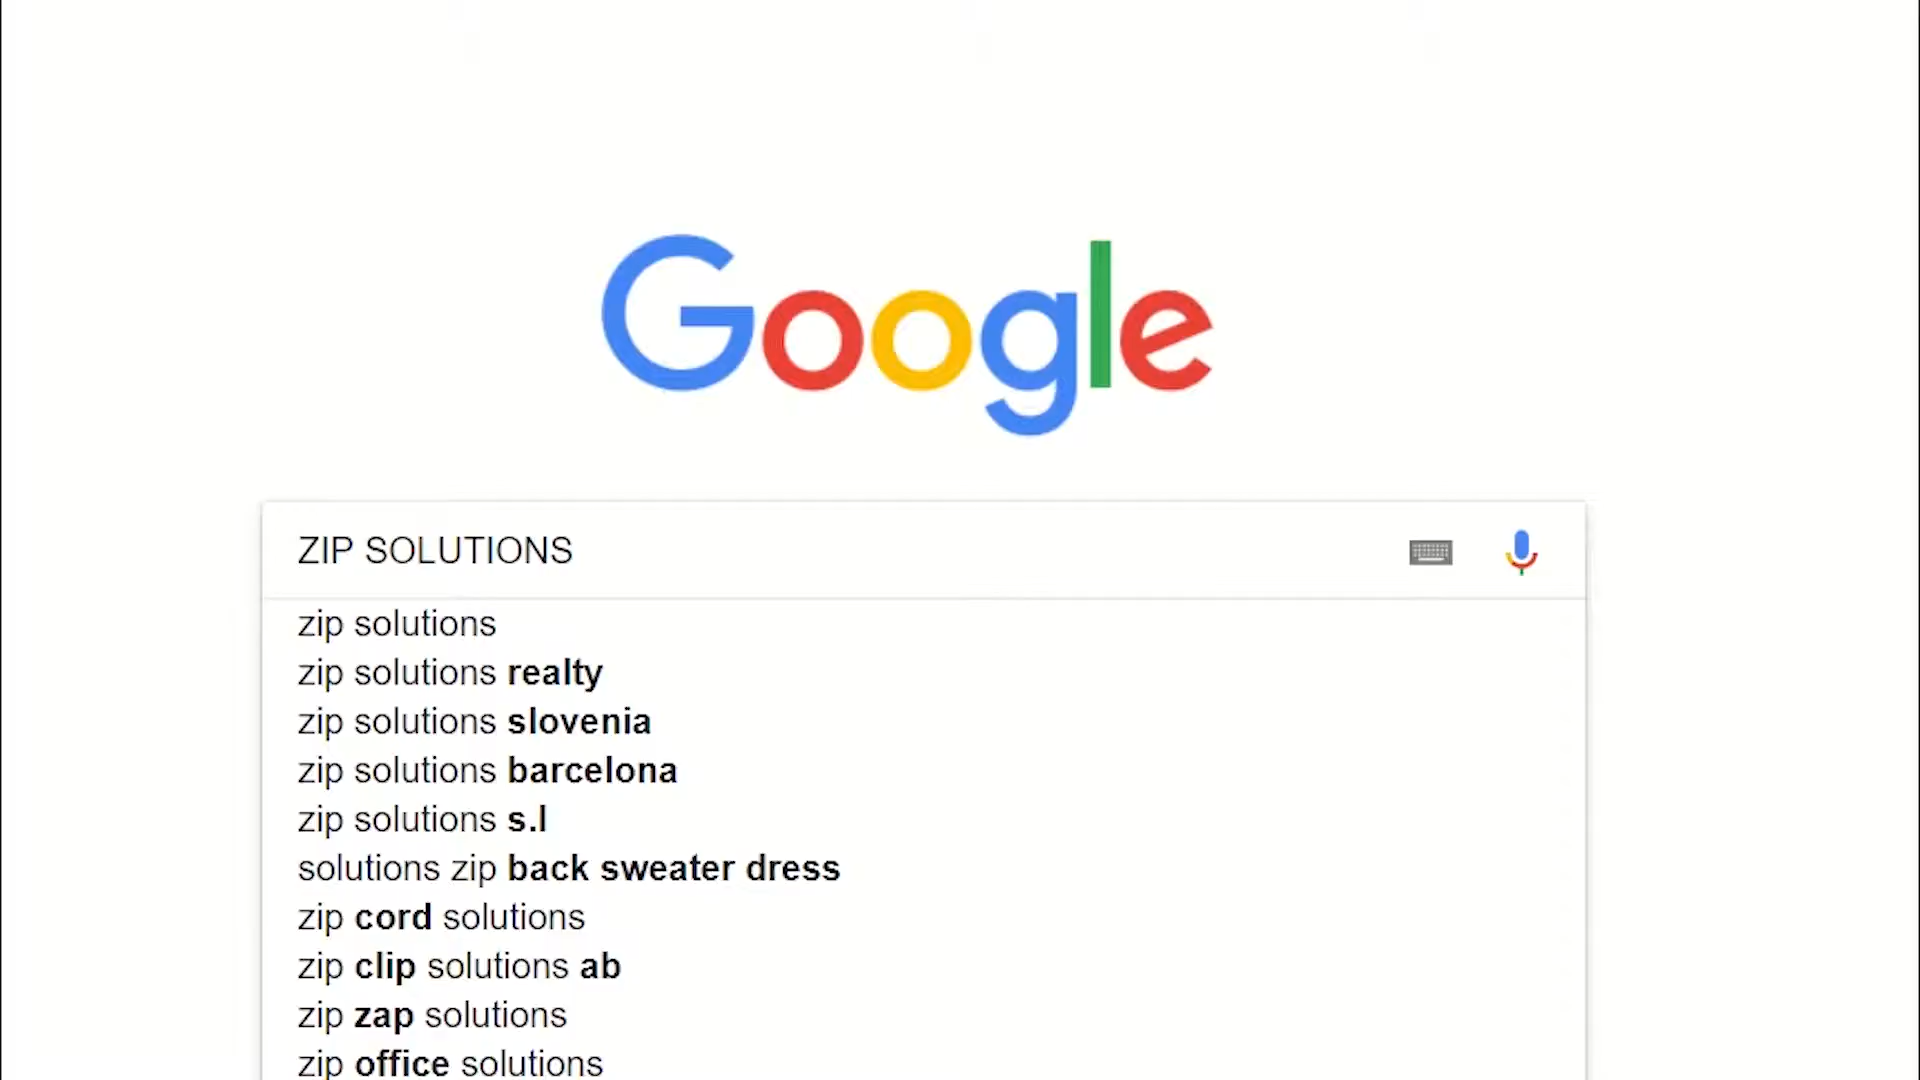 Google
ZIP SOLUTIONS
zip solutions
zip solutions realty
zip solutions slovenia
zip solutions barcelona
zip solutions s.l
solutions zip back sweater dress
zip cord solutions
zip clip solutions ab
zip zap solutions
zip office solutions